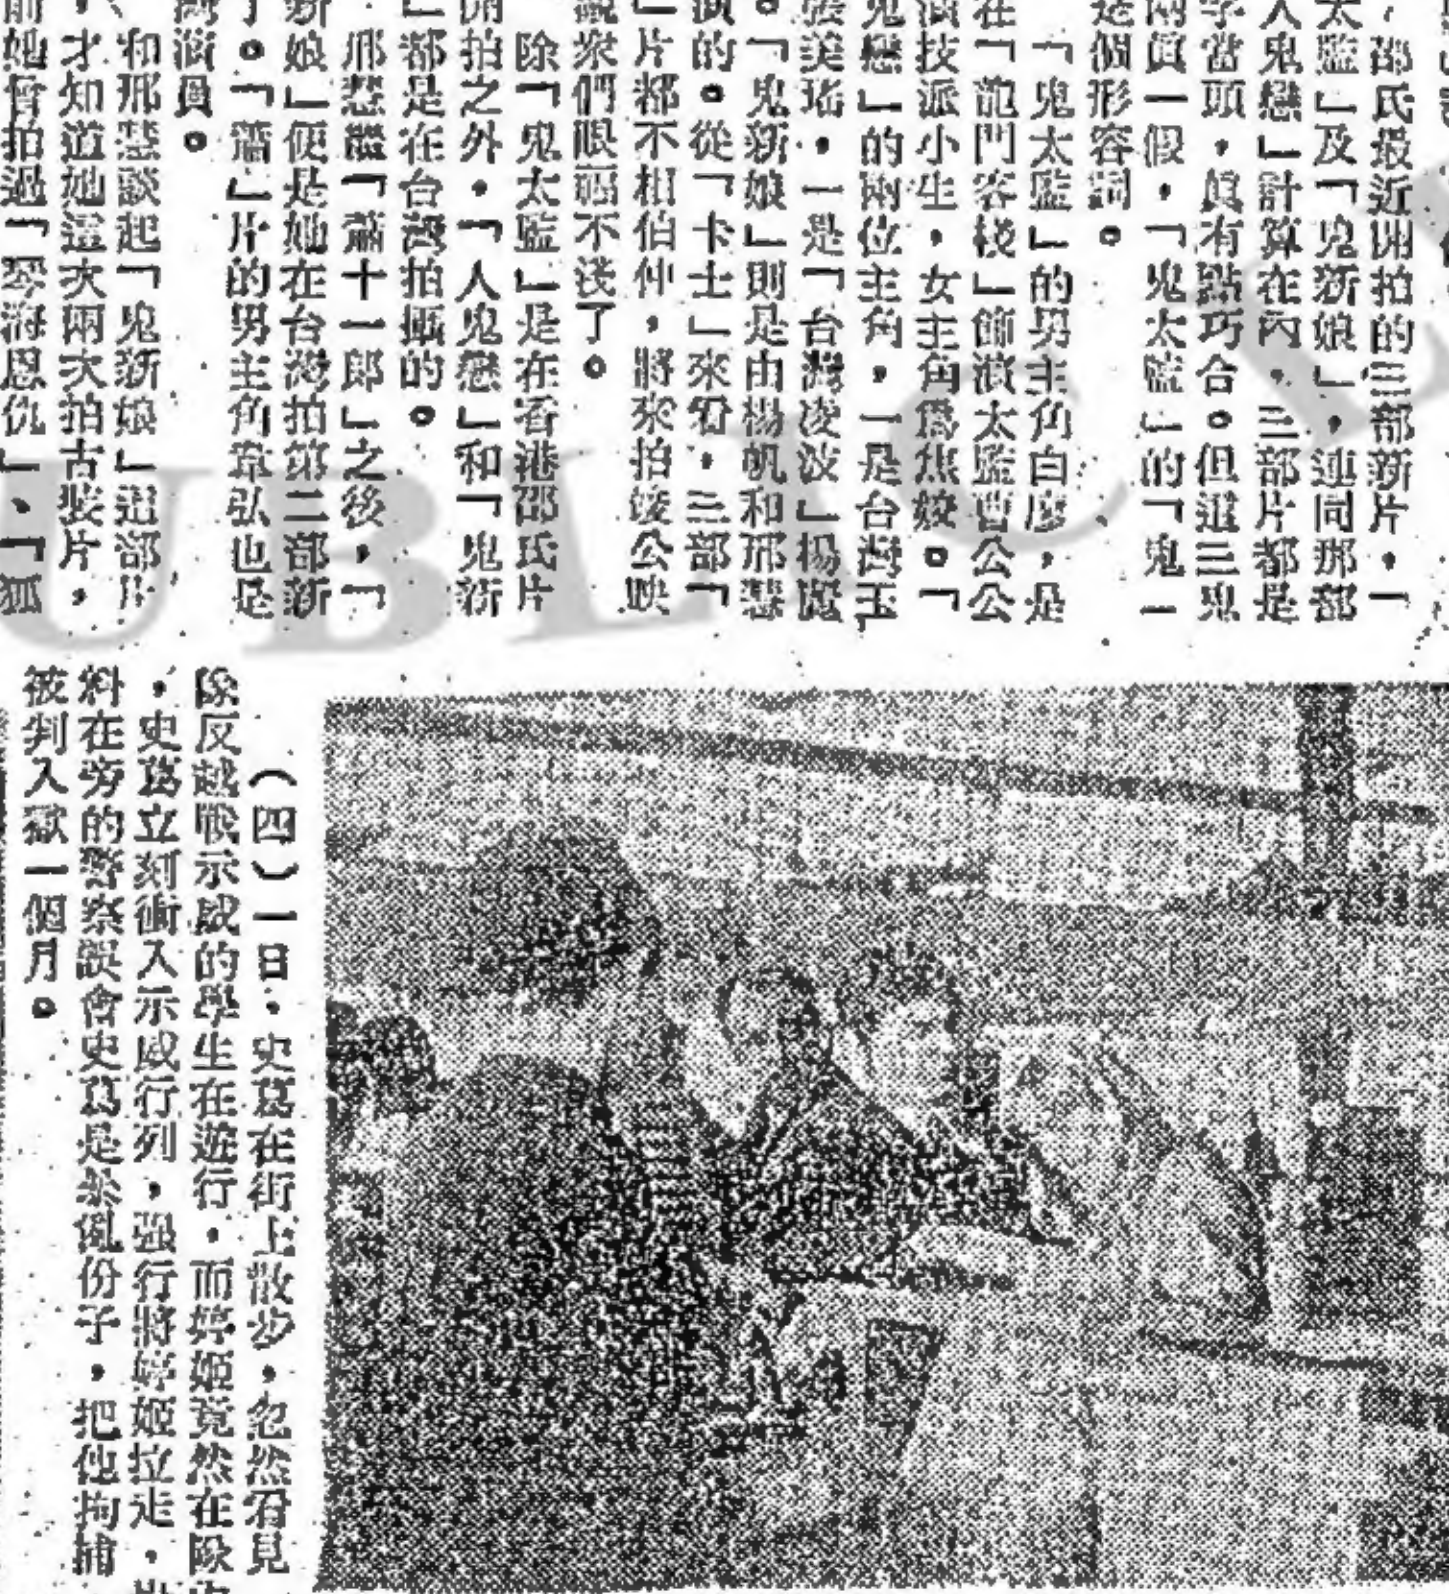 邵氏最近開拍的三部新片，「
太監」及「鬼新娘」，連同那部
人鬼戀」計算在內，三部片都是
字當頭，眞有點巧合。但這三鬼
兩眞一假，「鬼太監」的「鬼」
是個形容詞。
「鬼太監」的男主角白鷹，是
在「龍門客棧」飾演太監曹公公
演技派小生，女主角爲焦姣。「
鬼戀」的兩位主角，一是台灣玉
張美瑤，一是「台灣凌波」楊麗
。「鬼新娘」則是由楊帆和邢慧
演的。從「卡士」來看，三部「
」片都不相伯仲，將來拍竣公映
觀衆們眼福不淺了。
除「鬼太監」是在香港邵氏片
開拍之外，「人鬼戀」和「鬼新
」都是在台灣拍攝的。
邢慧繼「蕭十一郎」之後，「
新娘」便是她在台灣拍第二部新
了。「蕭」片的男主角韋弘也是
灣演員。
和邢慧談起「鬼新娘」這部片
，才知道她這次兩次拍古裝片，
前她曾拍過「琴海恩仇」、「狐
（四）一日，史葛在街上散步，忽然看見
隊反越戰示威的學生在遊行，而婷姬竟然在隊
，史葛立刻衝入示威行列，强行將婷姬拉走，
料在旁的警察誤會史葛是搗亂份子，把他拘捕
被判入獄一個月。
UBLIC